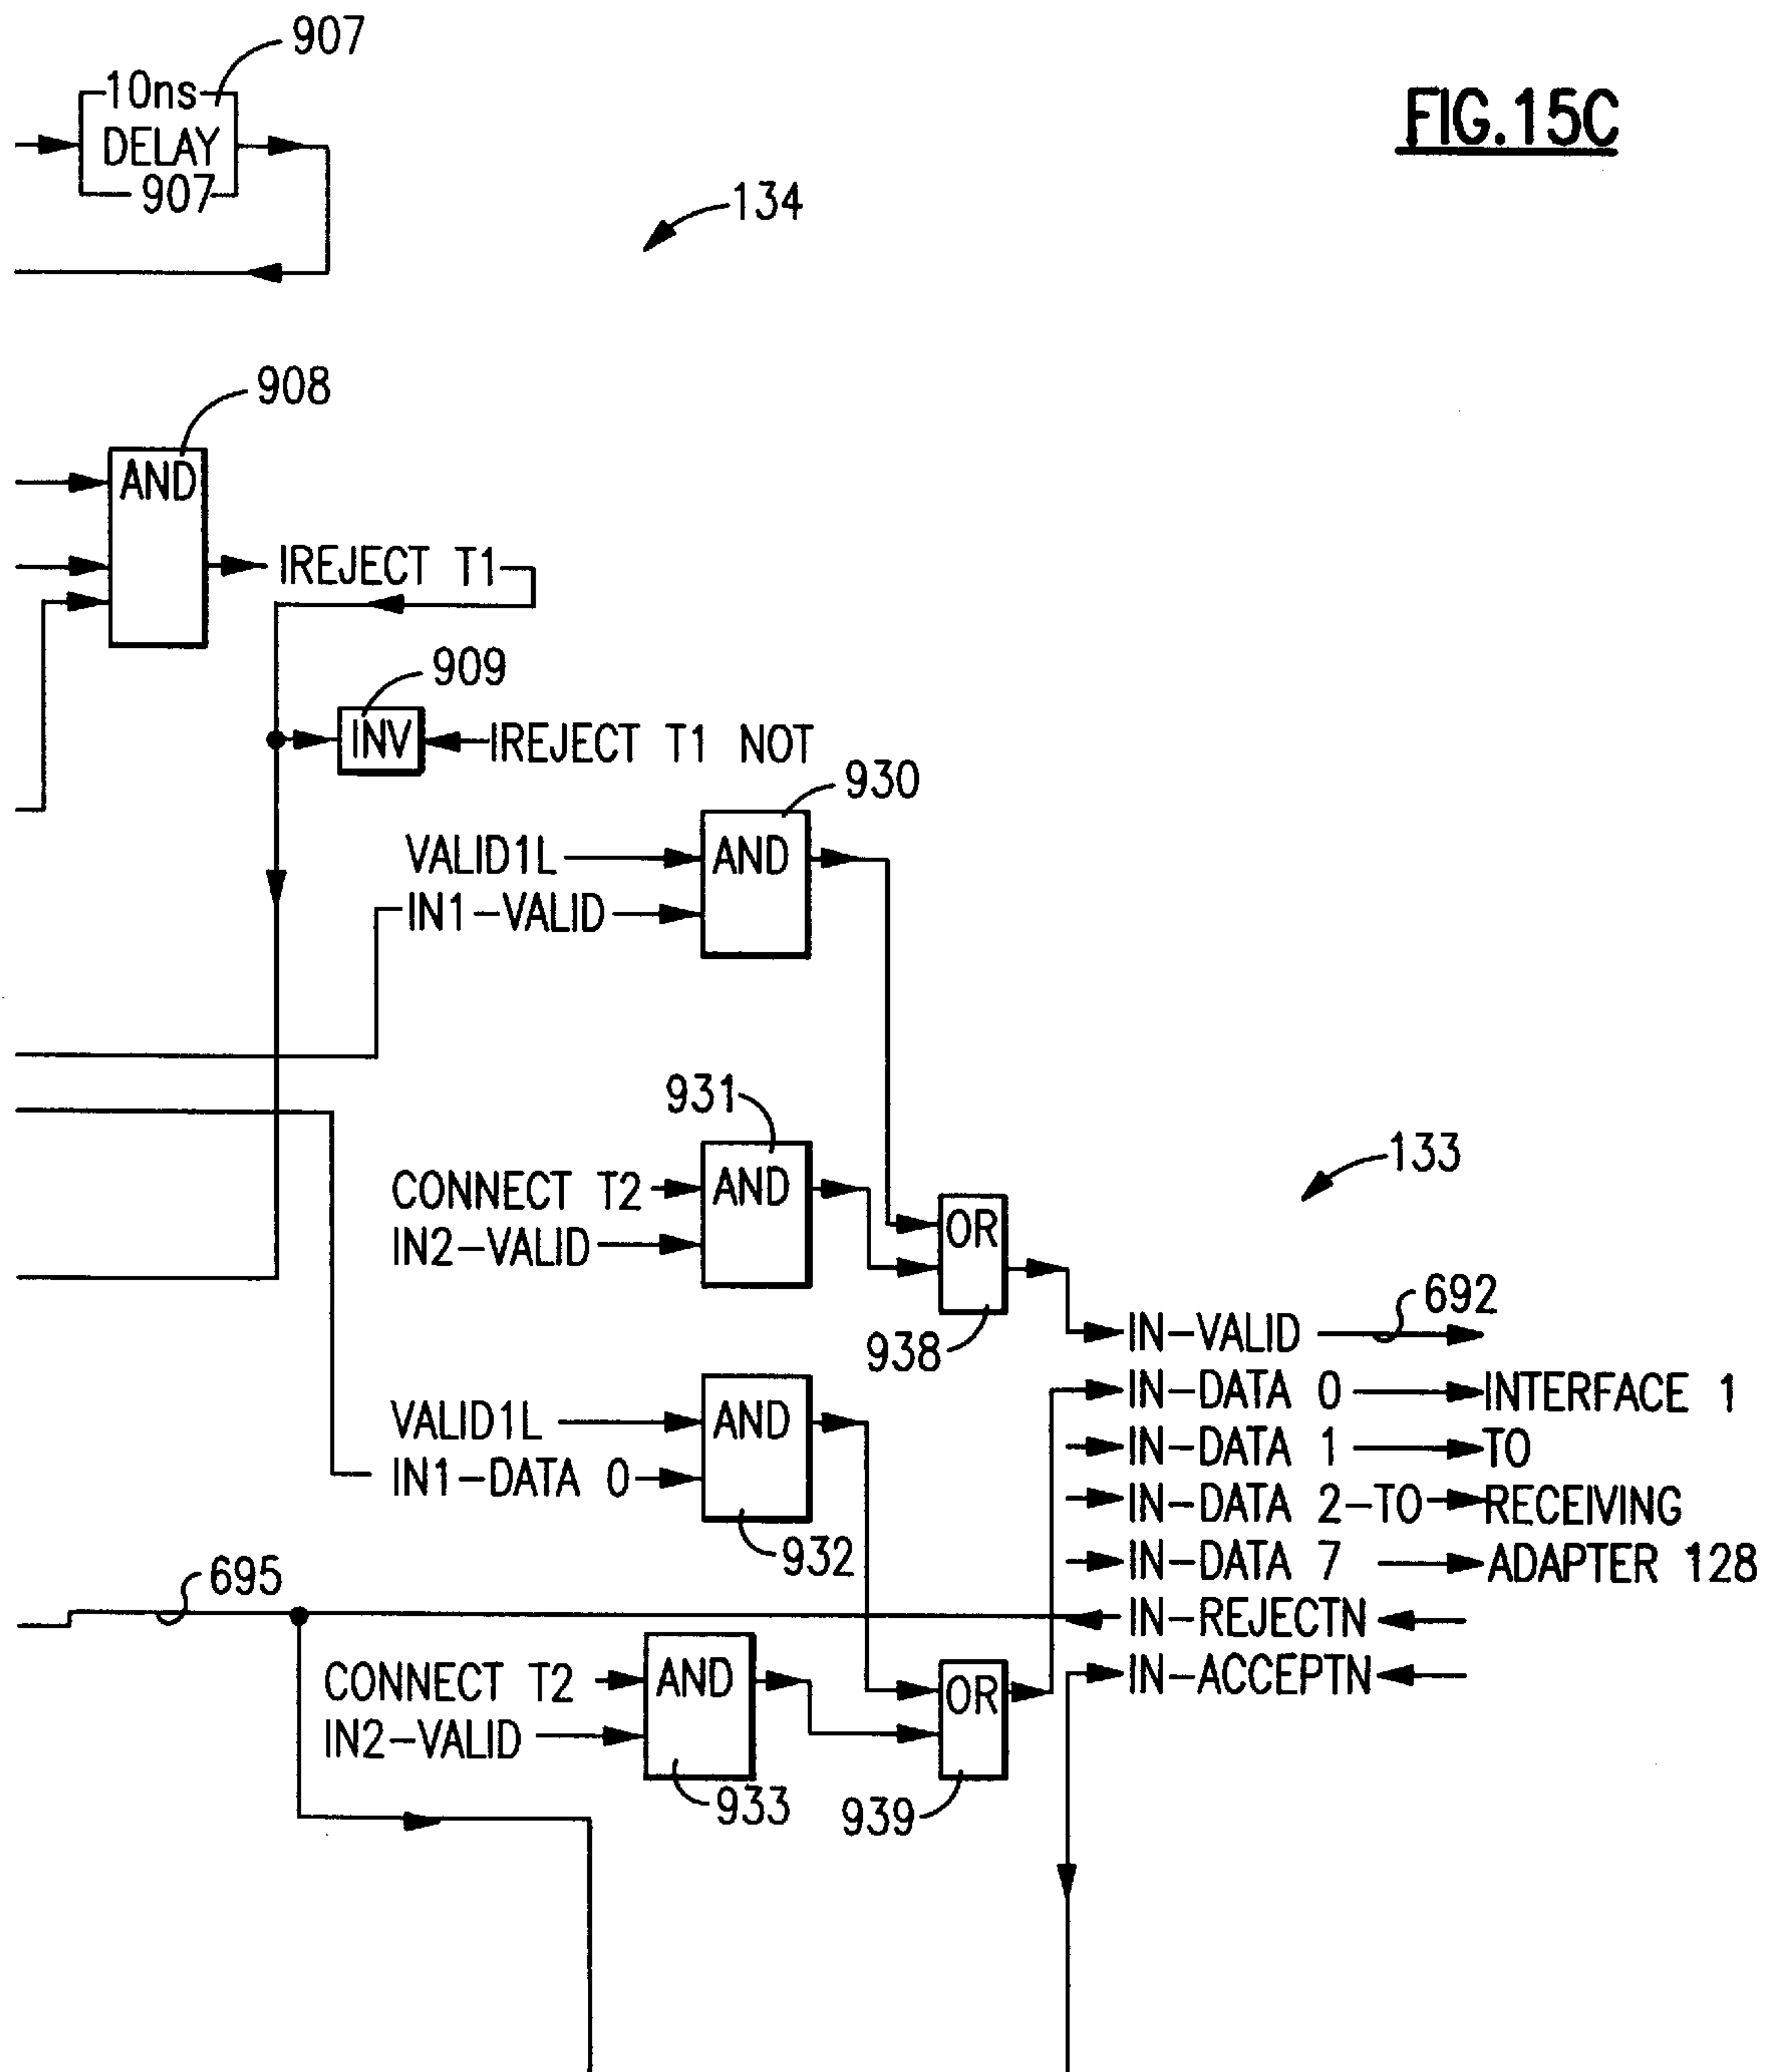 907
FIG.15C
10ns
DELAY
907
134
908
AND
IREJECT T1
909
INV
IREJECT T1 NOT
930
VALID1L
AND
IN1-VALID
931
133
CONNECT T2
AND
IN2-VALID
OR
938
692
IN-VALID
IN-DATA 0
INTERFACE 1
VALID1L
AND
IN-DATA 1
TO
IN1-DATA 0
IN-DATA 2-TO
RECEIVING
932
IN-DATA 7
ADAPTER 128
695
IN-REJECTN
CONNECT T2
AND
IN-ACCEPTN
OR
IN2-VALID
933
939